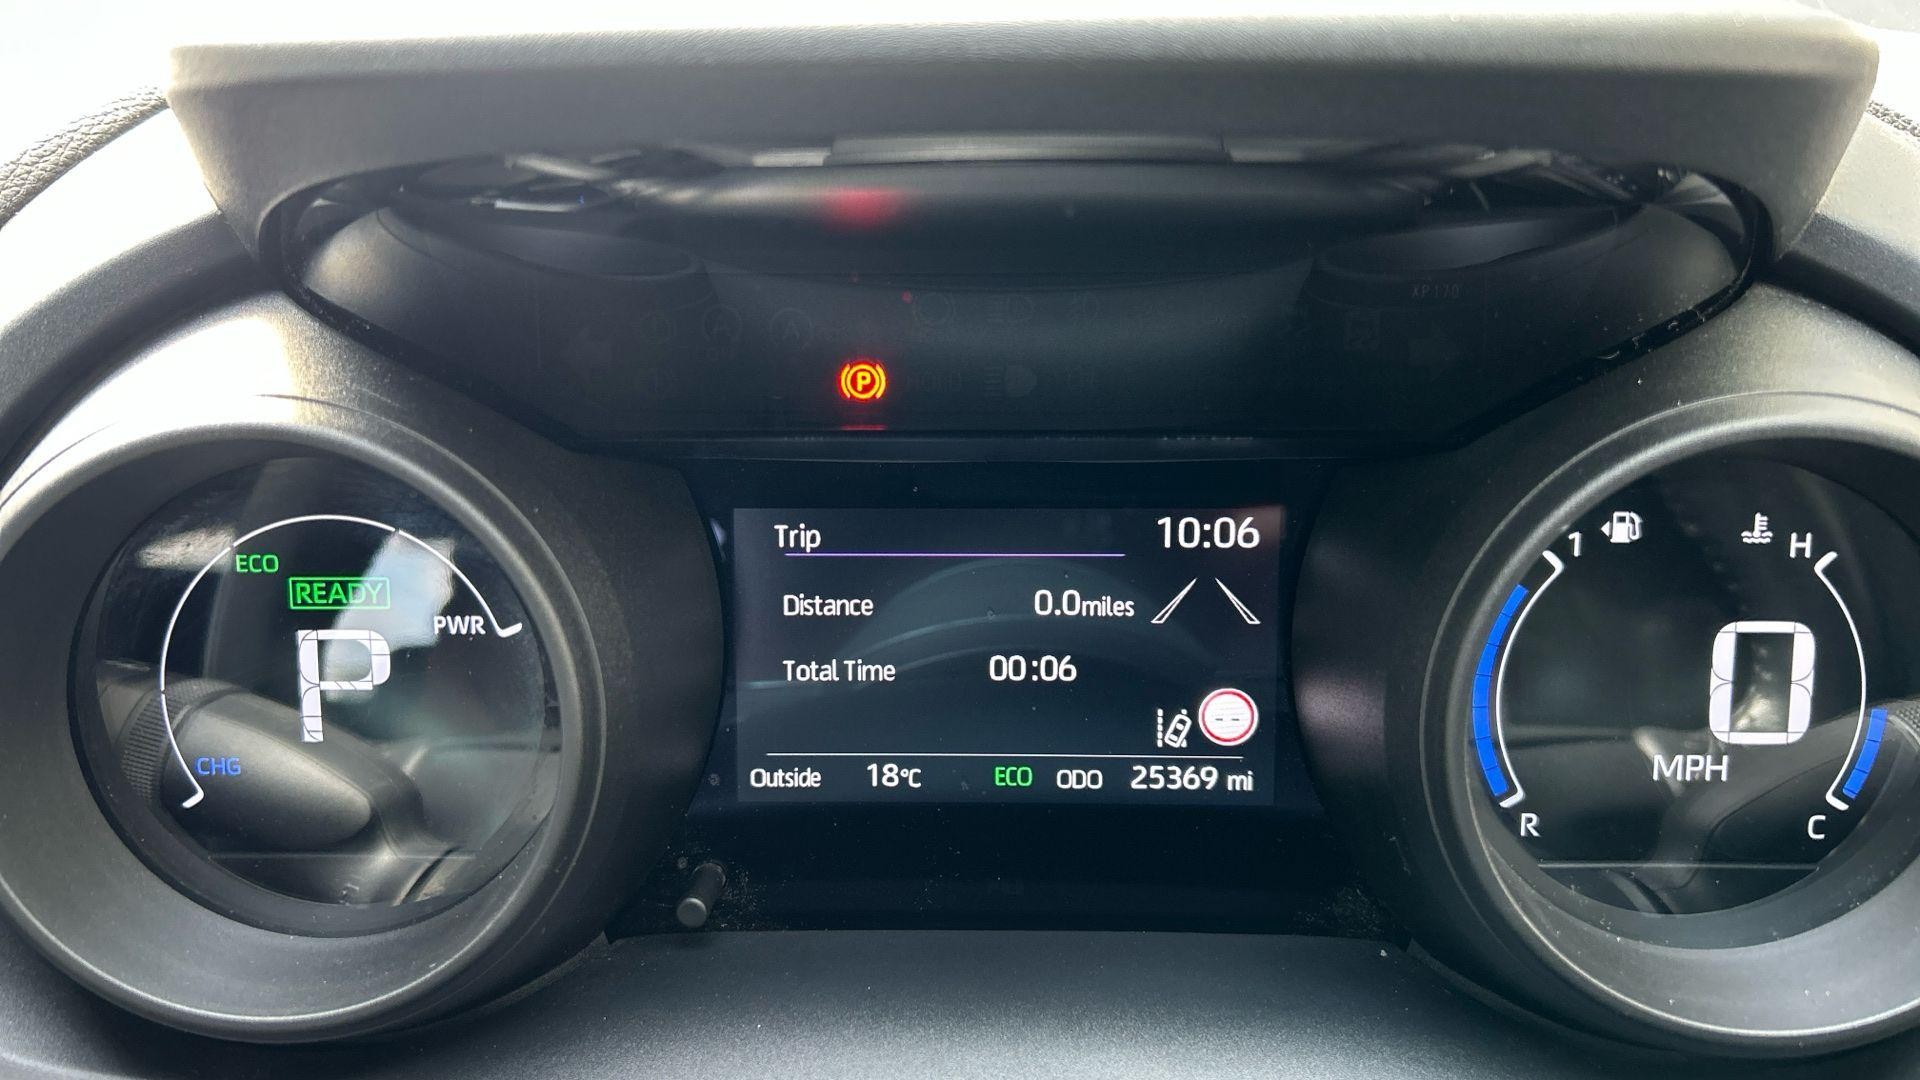 XP170
P
ECO
READY
PWR
P
CHG
Trip 10:06
Distance 0.0miles
Total Time 00:06
Outside 18°C ECO ODO 25369 mi
1
H
0
MPH
R
C